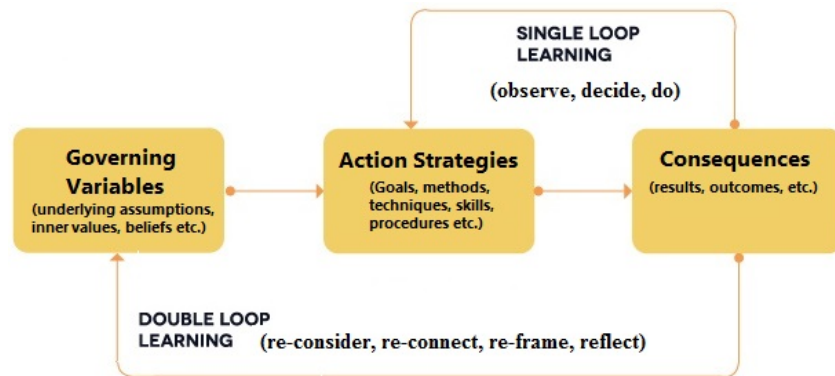 SINGLE LOOP
LEARNING
(observe, decide, do)
Governing
Variables
(underlying assumptions,
inner values, beliefs etc.)
Action Strategies
(Goals, methods,
techniques, skills,
procedures etc.)
Consequences
(results, outcomes, etc.)
DOUBLE LOOP
LEARNING (re-consider, re-connect, re-frame, reflect)